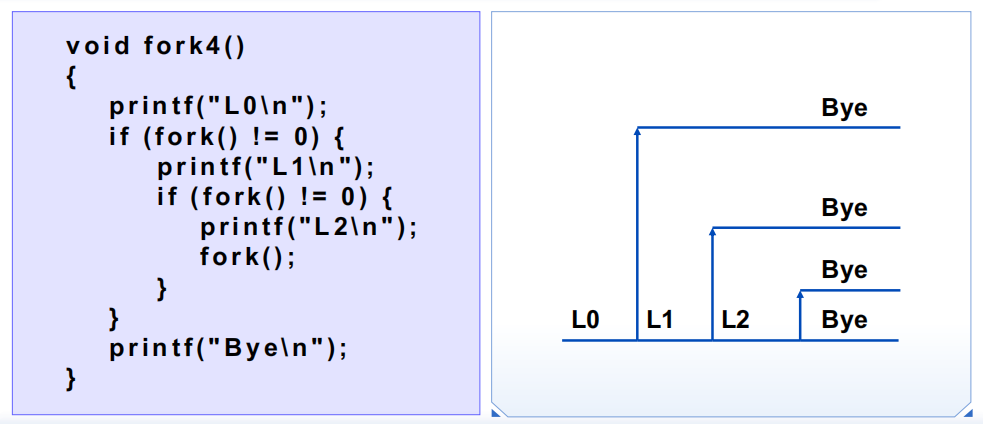 void fork4()
{
printf("L0\n");
if (fork() != 0) {
printf("L1\n");
if (fork() != 0) {
printf("L2\n");
fork();
}
}
printf("Bye\n");
}
Bye
Bye
Bye
L0 L1 L2 Bye